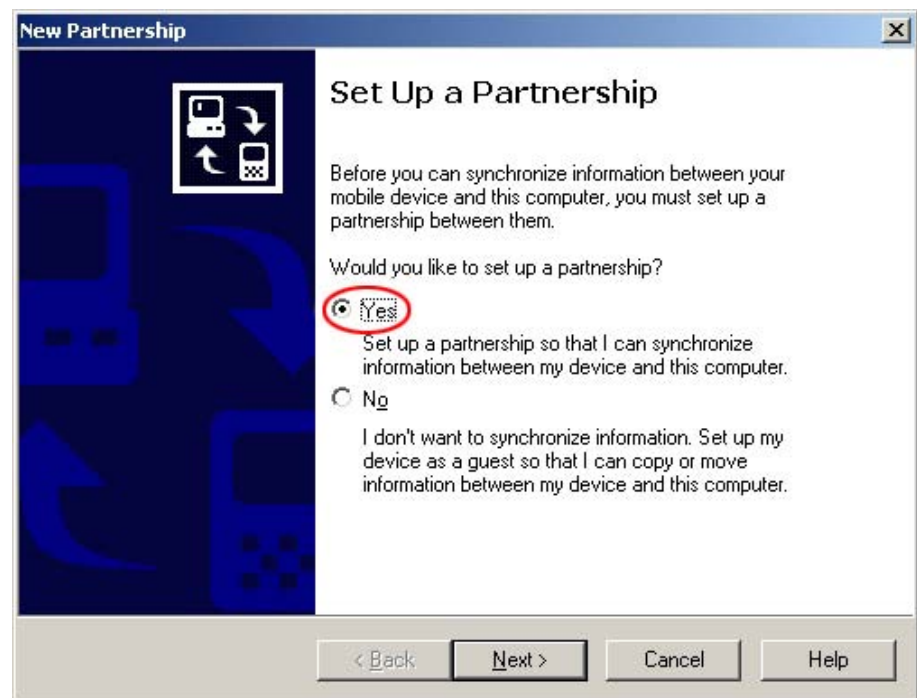 New Partnership
Set Up a Partnership
Before you can synchronize information between your
mobile device and this computer, you must set up a
partnership between them.
Would you like to set up a partnership?
Yes
Set up a partnership so that I can synchronize
information between my device and this computer.
No
I don't want to synchronize information. Set up my
device as a guest so that I can copy or move
information between my device and this computer.
< Back Next > Cancel Help